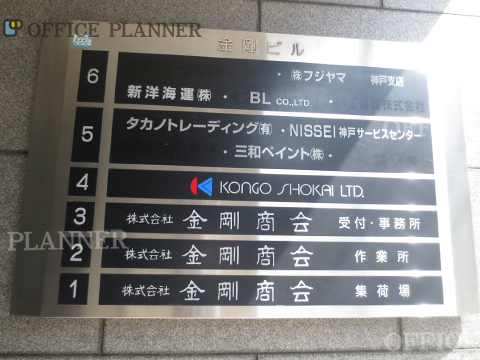 OFFICE PLANNER
金剛ビル
6
・ ㈱フジヤマ 神戸支店
新洋海運㈱ ・ BL CO.,LTD. ・
5
タカノトレーディング㈲ ・ NISSEI 神戸サービスセンター
・ 三和ペイント㈱ ・
4 KONGO SHOKAI LTD.
3 株式会社 金剛商会 受付・事務所
PLANNER
2 株式会社 金剛商会 作業所
1 株式会社 金剛商会 集荷場
OFFICE